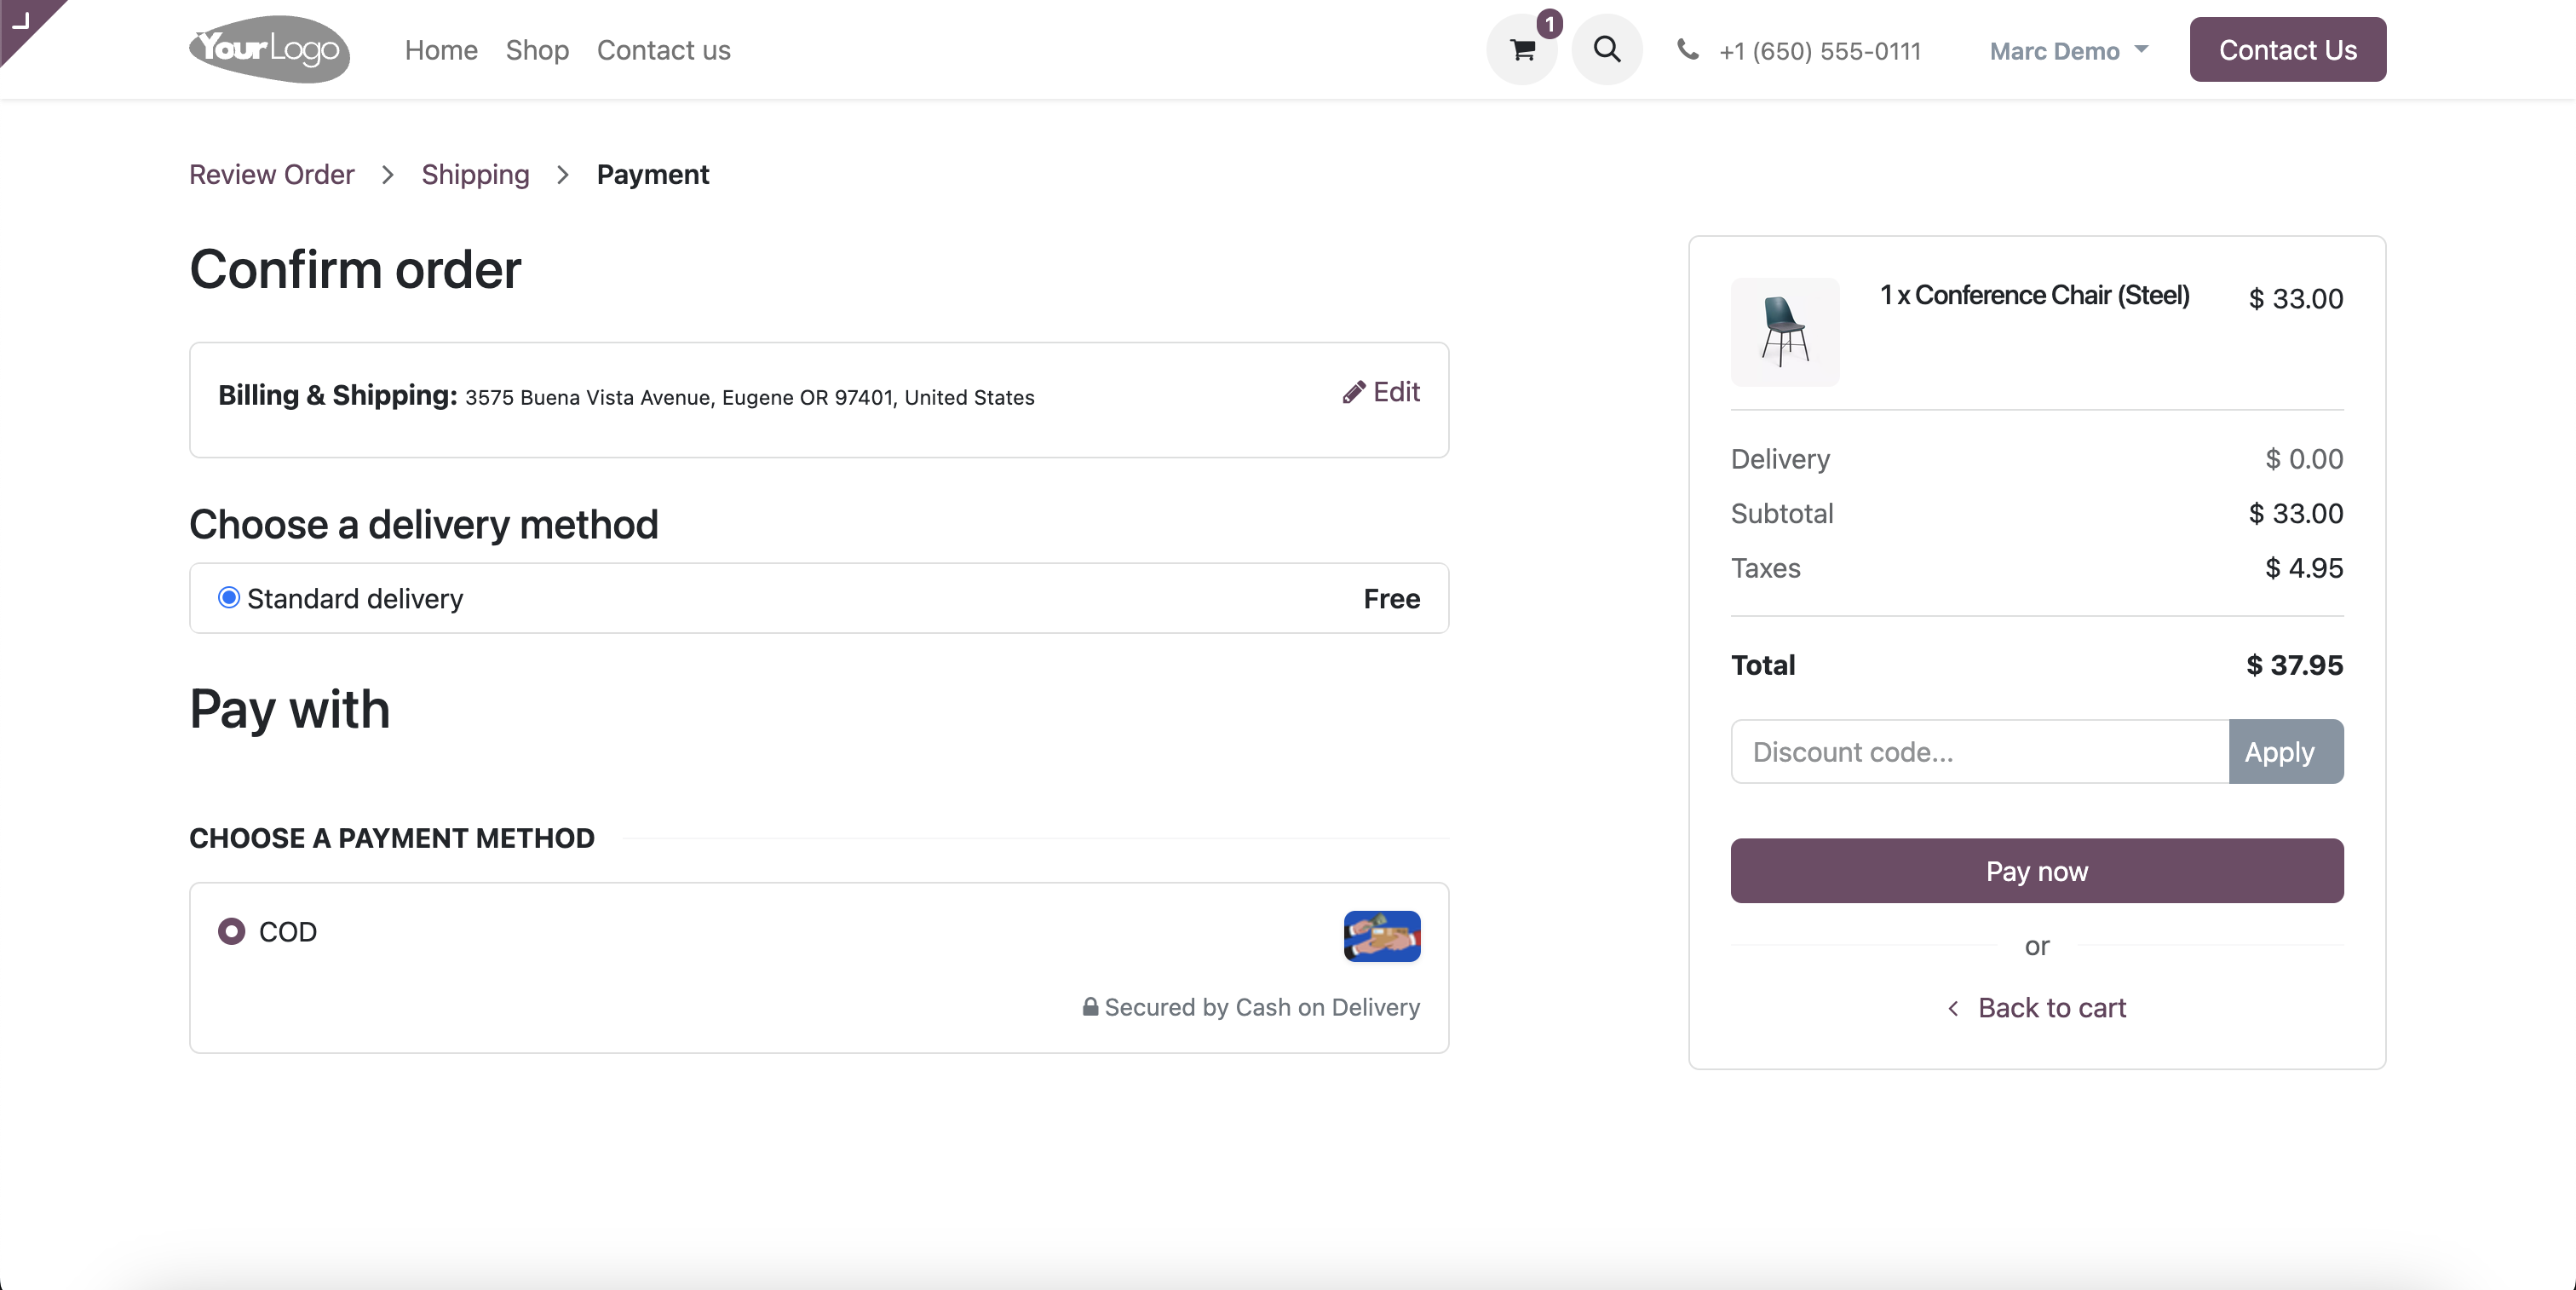 YourLogo
Home
Shop
Contact us
1
+1 (650) 555-0111
Marc Demo
Contact Us
Review Order
Shipping
Payment
Confirm order
Billing & Shipping: 3575 Buena Vista Avenue, Eugene OR 97401, United States
Edit
Choose a delivery method
Standard delivery
Free
Pay with
CHOOSE A PAYMENT METHOD
COD
Secured by Cash on Delivery
1 x Conference Chair (Steel)
$ 33.00
Delivery
$ 0.00
Subtotal
$ 33.00
Taxes
$ 4.95
Total
$ 37.95
Discount code...
Apply
Pay now
or
Back to cart